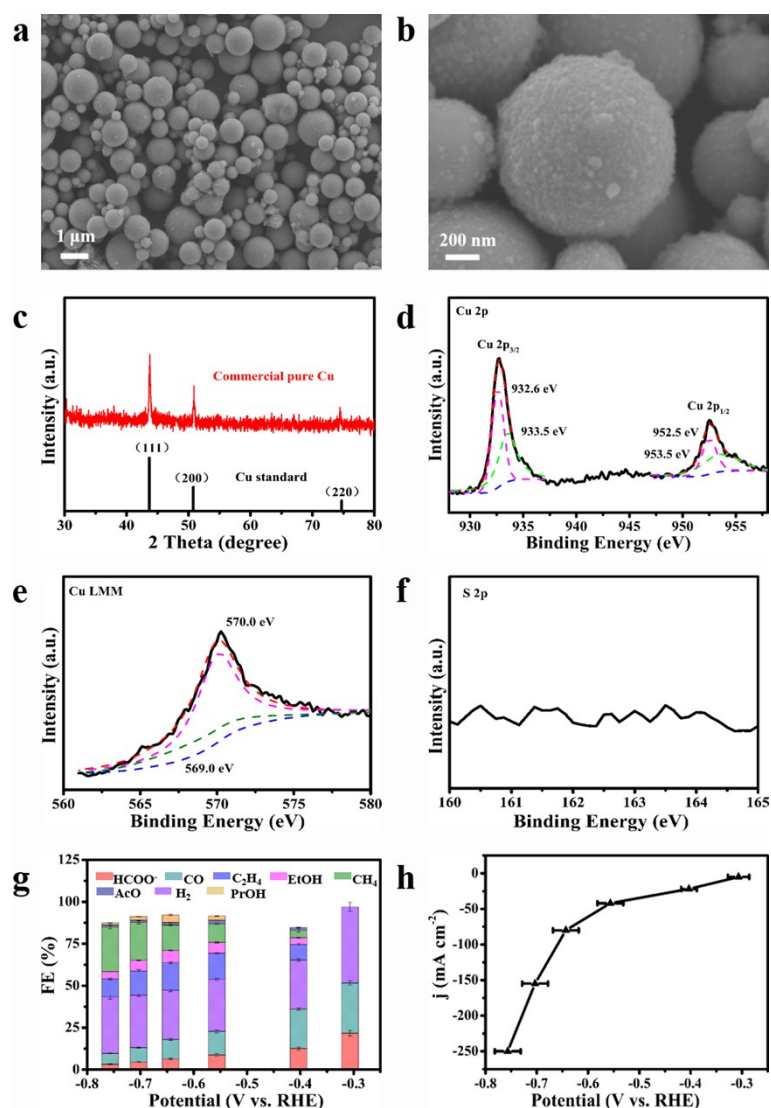 a
1 μm
b
200 nm
c
Intensity (a.u.)
Commercial pure Cu
（111）
（200）
Cu standard
（220）
30 40 50 60 70 80
2 Theta (degree)
d
Cu 2p
Intensity (a.u.)
Cu 2p3/2
932.6 eV
933.5 eV
Cu 2p1/2
952.5 eV
953.5 eV
930 935 940 945 950 955
Binding Energy (eV)
e
Cu LMM
Intensity (a.u.)
570.0 eV
569.0 eV
560 565 570 575 580
Binding Energy (eV)
f
S 2p
Intensity (a.u.)
160 161 162 163 164 165
Binding Energy (eV)
g
FE (%)
125
100
75
50
25
0
HCOO- CO C2H4 EtOH CH4
AcO H2 PrOH
-0.8 -0.7 -0.6 -0.5 -0.4 -0.3
Potential (V vs. RHE)
h
j (mA cm-2)
0
-50
-100
-150
-200
-250
-0.8 -0.7 -0.6 -0.5 -0.4 -0.3
Potential (V vs. RHE)